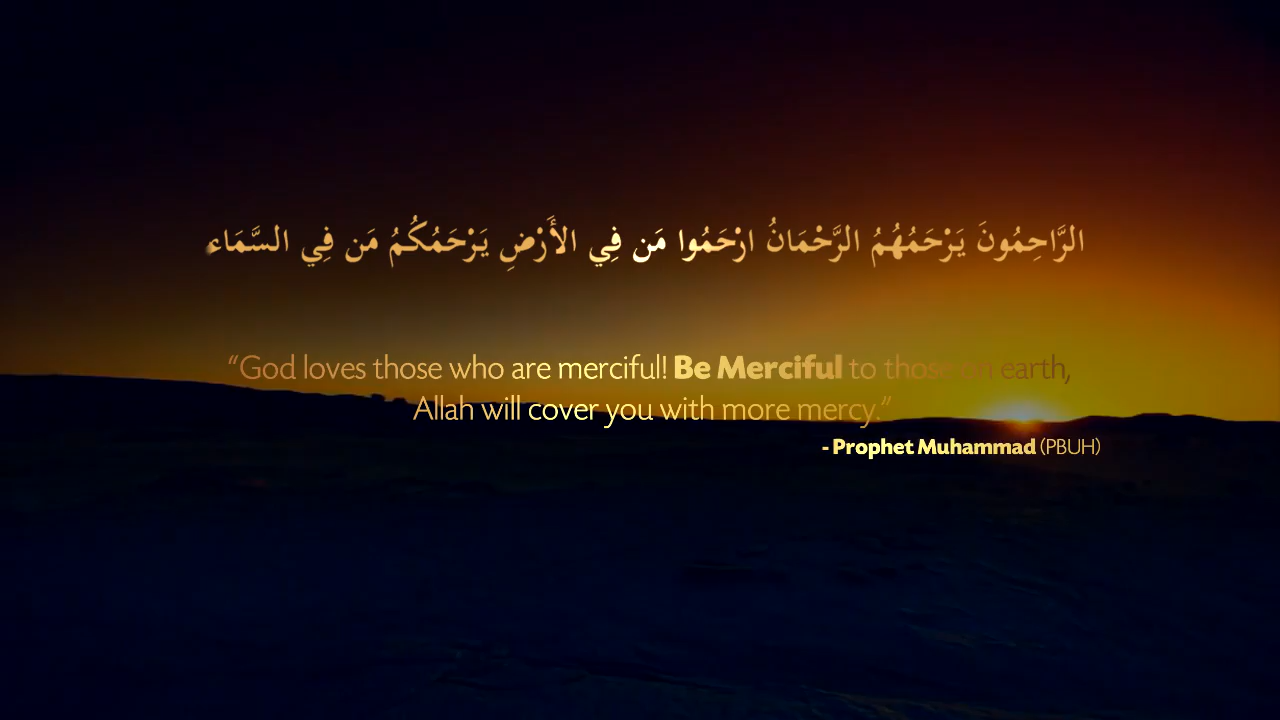 الرَّاحِمُونَ يَرْحَمُهُمُ الرَّحْمَانُ ارْحَمُوا مَن فِي الأَرْضِ يَرْحَمُكُمُ مَن فِي السَّمَاءِ
“God loves those who are merciful! Be Merciful to those on earth,
Allah will cover you with more mercy.”
- Prophet Muhammad (PBUH)